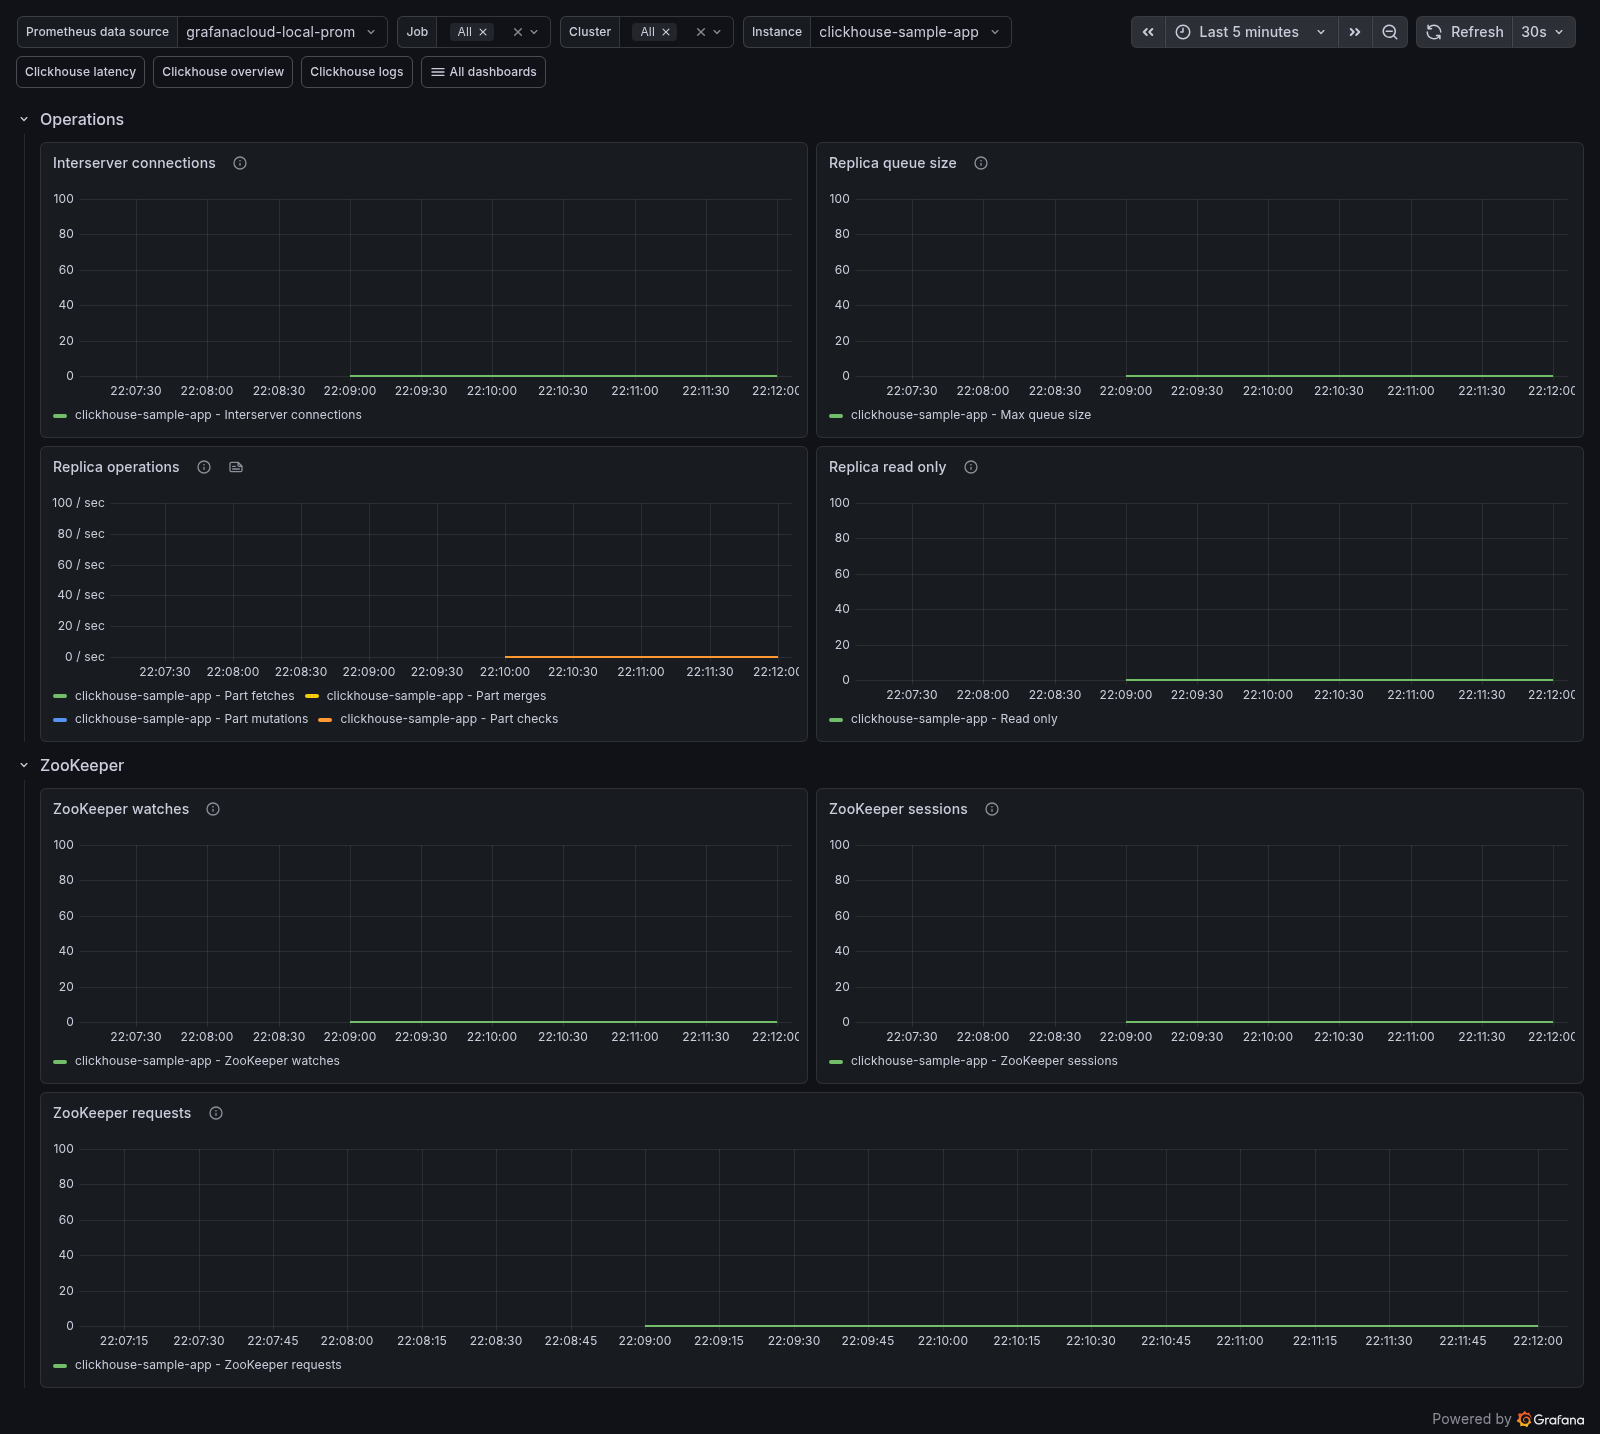 Prometheus data source grafanacloud-local-prom Job All Cluster All Instance clickhouse-sample-app Last 5 minutes Refresh 30s
Clickhouse latency Clickhouse overview Clickhouse logs All dashboards
Operations
Interserver connections
100
80
60
40
20
0
22:07:30 22:08:00 22:08:30 22:09:00 22:09:30 22:10:00 22:10:30 22:11:00 22:11:30 22:12:00
clickhouse-sample-app - Interserver connections
Replica queue size
100
80
60
40
20
0
22:07:30 22:08:00 22:08:30 22:09:00 22:09:30 22:10:00 22:10:30 22:11:00 22:11:30 22:12:00
clickhouse-sample-app - Max queue size
Replica operations
100 / sec
80 / sec
60 / sec
40 / sec
20 / sec
0 / sec
22:07:30 22:08:00 22:08:30 22:09:00 22:09:30 22:10:00 22:10:30 22:11:00 22:11:30 22:12:00
clickhouse-sample-app - Part fetches clickhouse-sample-app - Part merges
clickhouse-sample-app - Part mutations clickhouse-sample-app - Part checks
Replica read only
100
80
60
40
20
0
22:07:30 22:08:00 22:08:30 22:09:00 22:09:30 22:10:00 22:10:30 22:11:00 22:11:30 22:12:00
clickhouse-sample-app - Read only
ZooKeeper
ZooKeeper watches
100
80
60
40
20
0
22:07:30 22:08:00 22:08:30 22:09:00 22:09:30 22:10:00 22:10:30 22:11:00 22:11:30 22:12:00
clickhouse-sample-app - ZooKeeper watches
ZooKeeper sessions
100
80
60
40
20
0
22:07:30 22:08:00 22:08:30 22:09:00 22:09:30 22:10:00 22:10:30 22:11:00 22:11:30 22:12:00
clickhouse-sample-app - ZooKeeper sessions
ZooKeeper requests
100
80
60
40
20
0
22:07:15 22:07:30 22:07:45 22:08:00 22:08:15 22:08:30 22:08:45 22:09:00 22:09:15 22:09:30 22:09:45 22:10:00 22:10:15 22:10:30 22:10:45 22:11:00 22:11:15 22:11:30 22:11:45 22:12:00
clickhouse-sample-app - ZooKeeper requests
Powered by Grafana